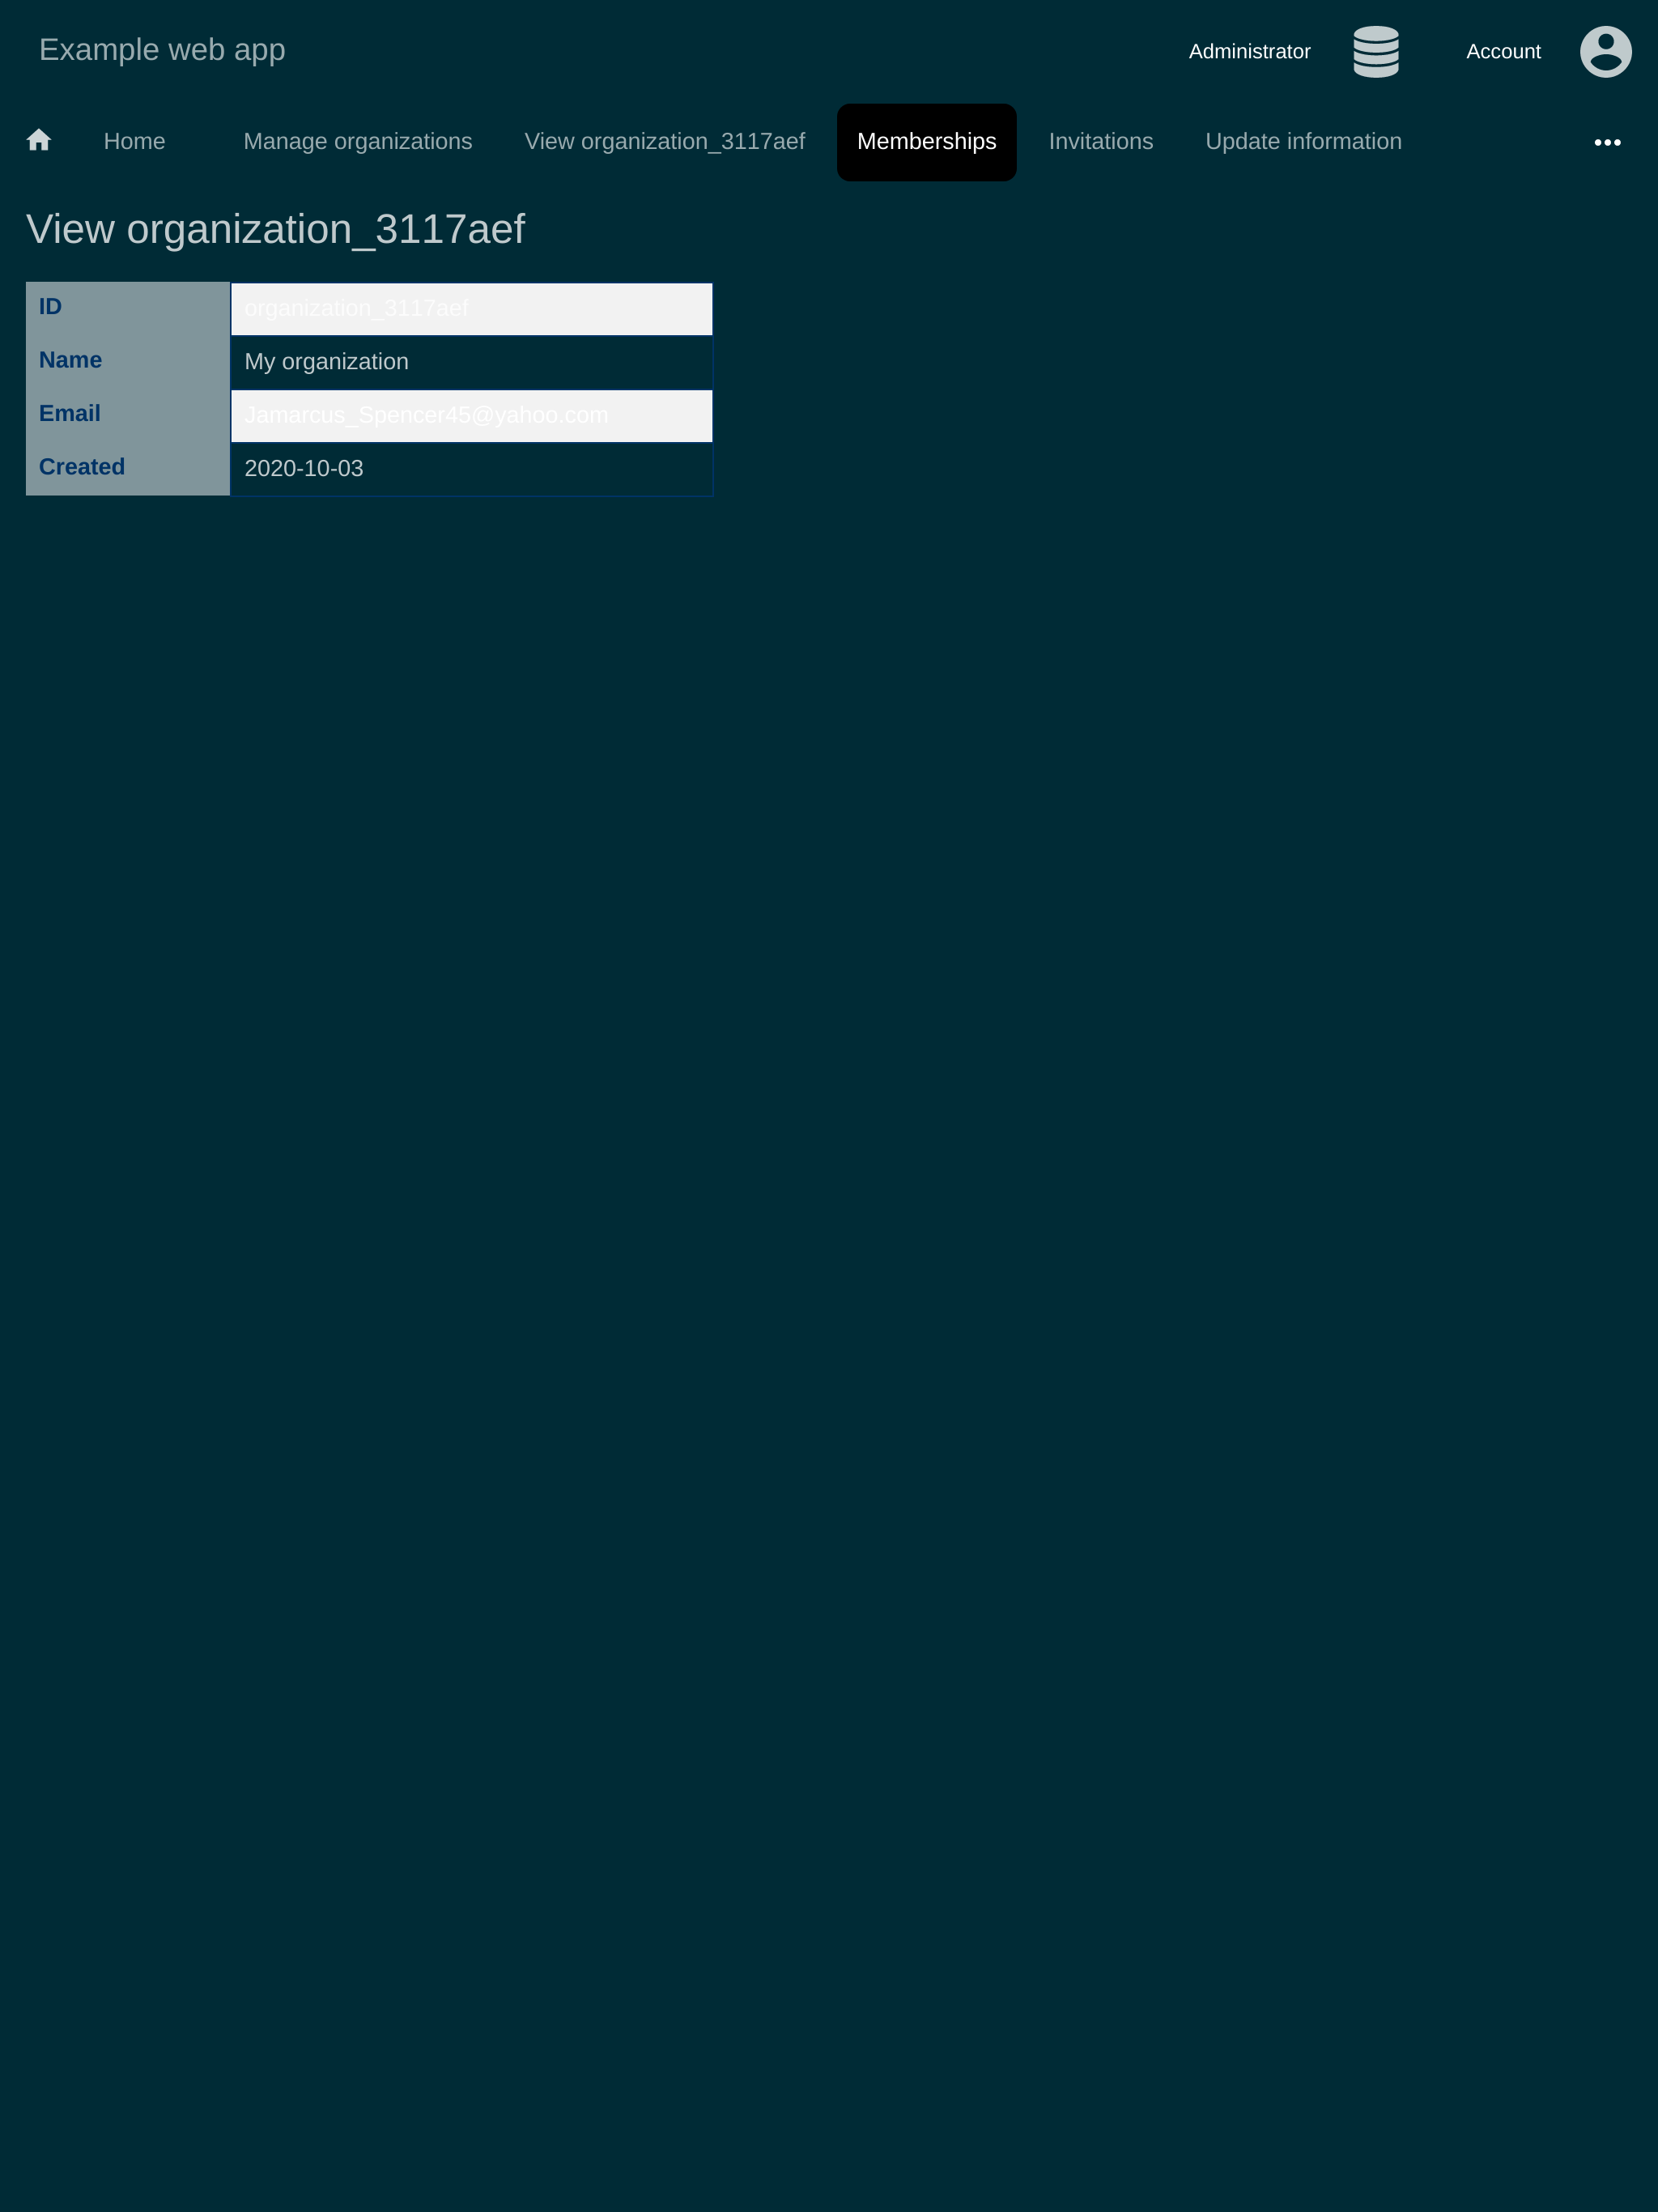 Example web app
Administrator
Account
Home
Manage organizations
View organization_3117aef
Memberships
Invitations
Update information
View organization_3117aef
ID organization_3117aef
Name My organization
Email Jamarcus_Spencer45@yahoo.com
Created 2020-10-03